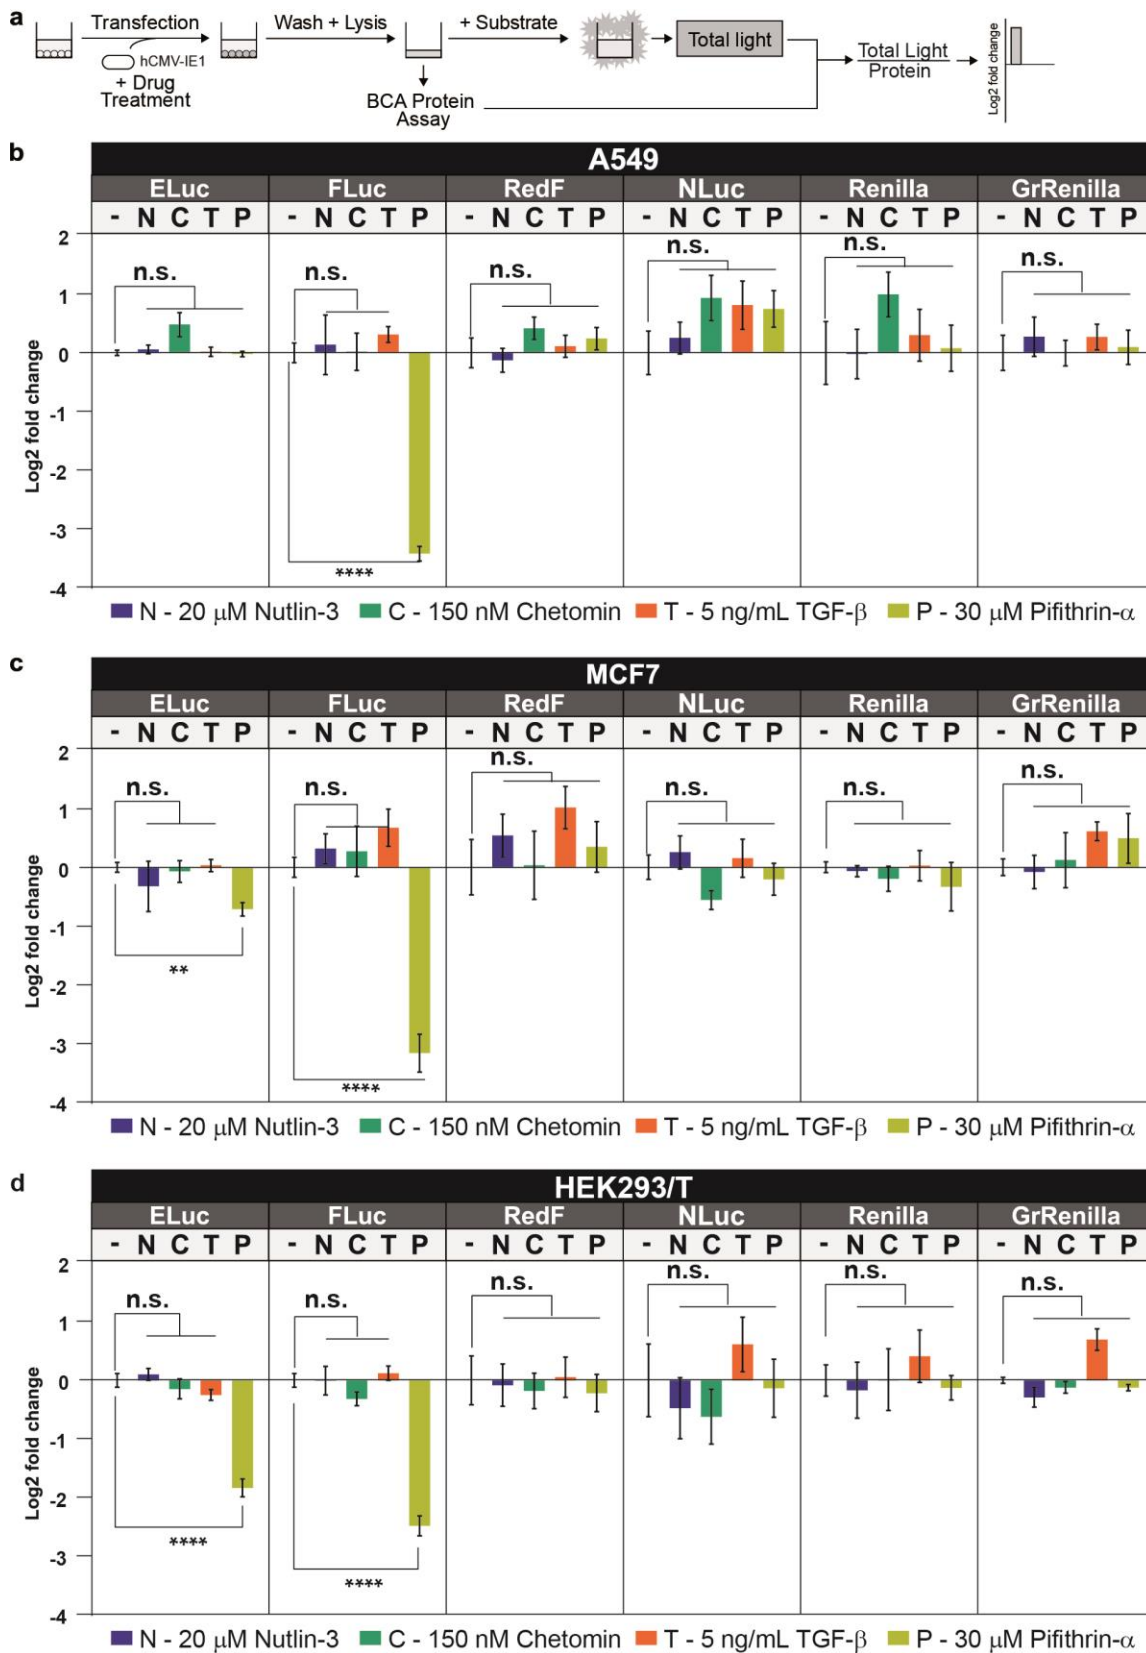 a
Transfection
hCMV-IE1
+ Drug
Treatment
Wash + Lysis
+ Substrate
Total light
BCA Protein
Assay
Total Light
Protein
Log2 fold change
b
A549
ELuc FLuc RedF NLuc Renilla GrRenilla
- N C T P - N C T P - N C T P - N C T P - N C T P - N C T P
2
1
0
-1
-2
-3
-4
Log2 fold change
n.s. n.s. n.s. n.s. n.s. n.s.
****
N - 20 μM Nutlin-3 C - 150 nM Chetomin T - 5 ng/mL TGF-β P - 30 μM Pifithrin-α
c
MCF7
ELuc FLuc RedF NLuc Renilla GrRenilla
- N C T P - N C T P - N C T P - N C T P - N C T P - N C T P
2
1
0
-1
-2
-3
-4
Log2 fold change
n.s. n.s. n.s. n.s. n.s. n.s.
**
****
N - 20 μM Nutlin-3 C - 150 nM Chetomin T - 5 ng/mL TGF-β P - 30 μM Pifithrin-α
d
HEK293/T
ELuc FLuc RedF NLuc Renilla GrRenilla
- N C T P - N C T P - N C T P - N C T P - N C T P - N C T P
2
1
0
-1
-2
-3
-4
Log2 fold change
n.s. n.s. n.s. n.s. n.s. n.s.
****
****
N - 20 μM Nutlin-3 C - 150 nM Chetomin T - 5 ng/mL TGF-β P - 30 μM Pifithrin-α